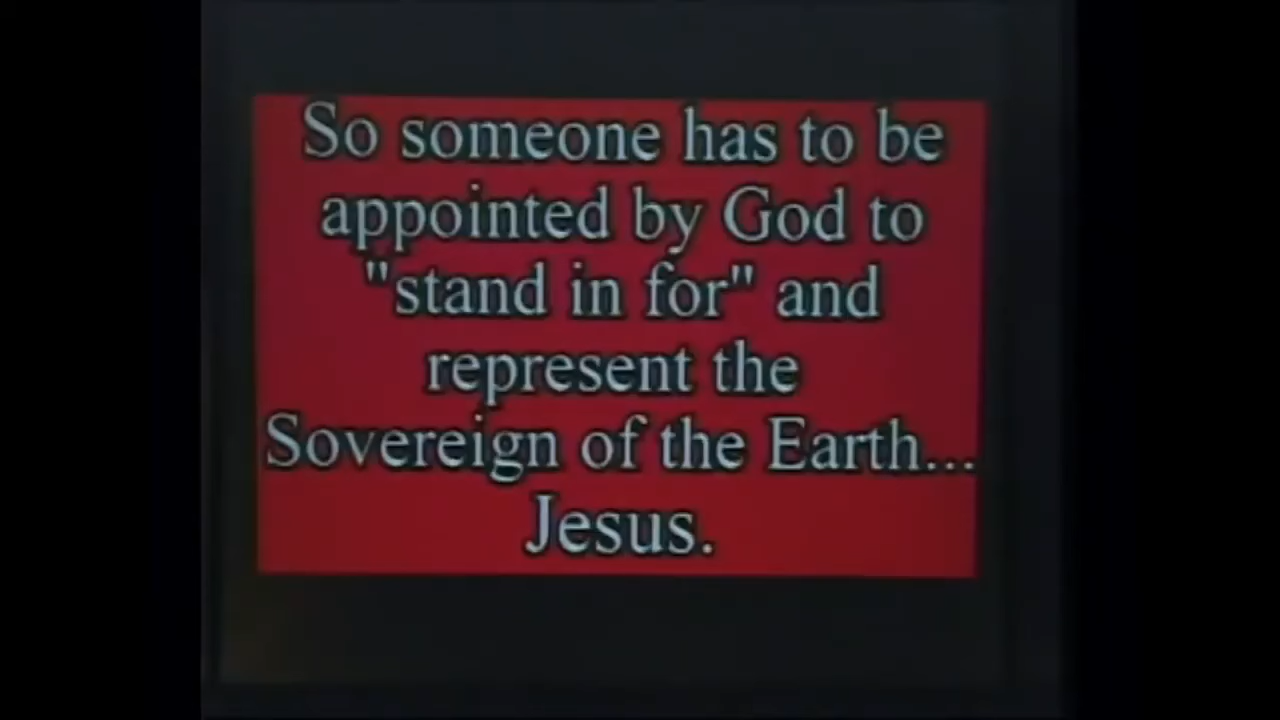 So someone has to be
appointed by God to
"stand in for" and
represent the
Sovereign of the Earth...
Jesus.